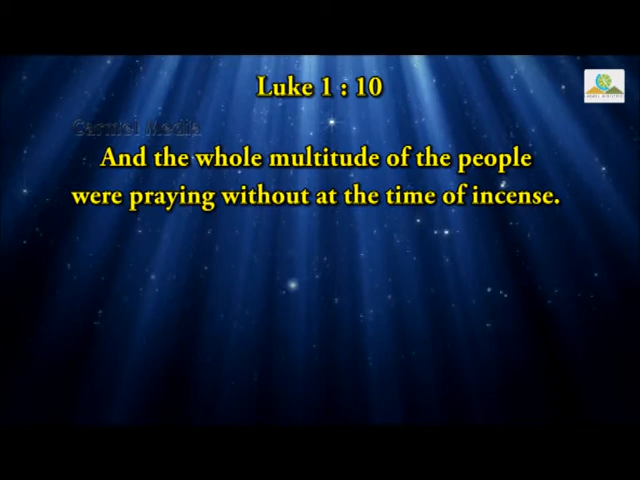 Luke 1 : 10
Carmel Media
And the whole multitude of the people
were praying without at the time of incense.